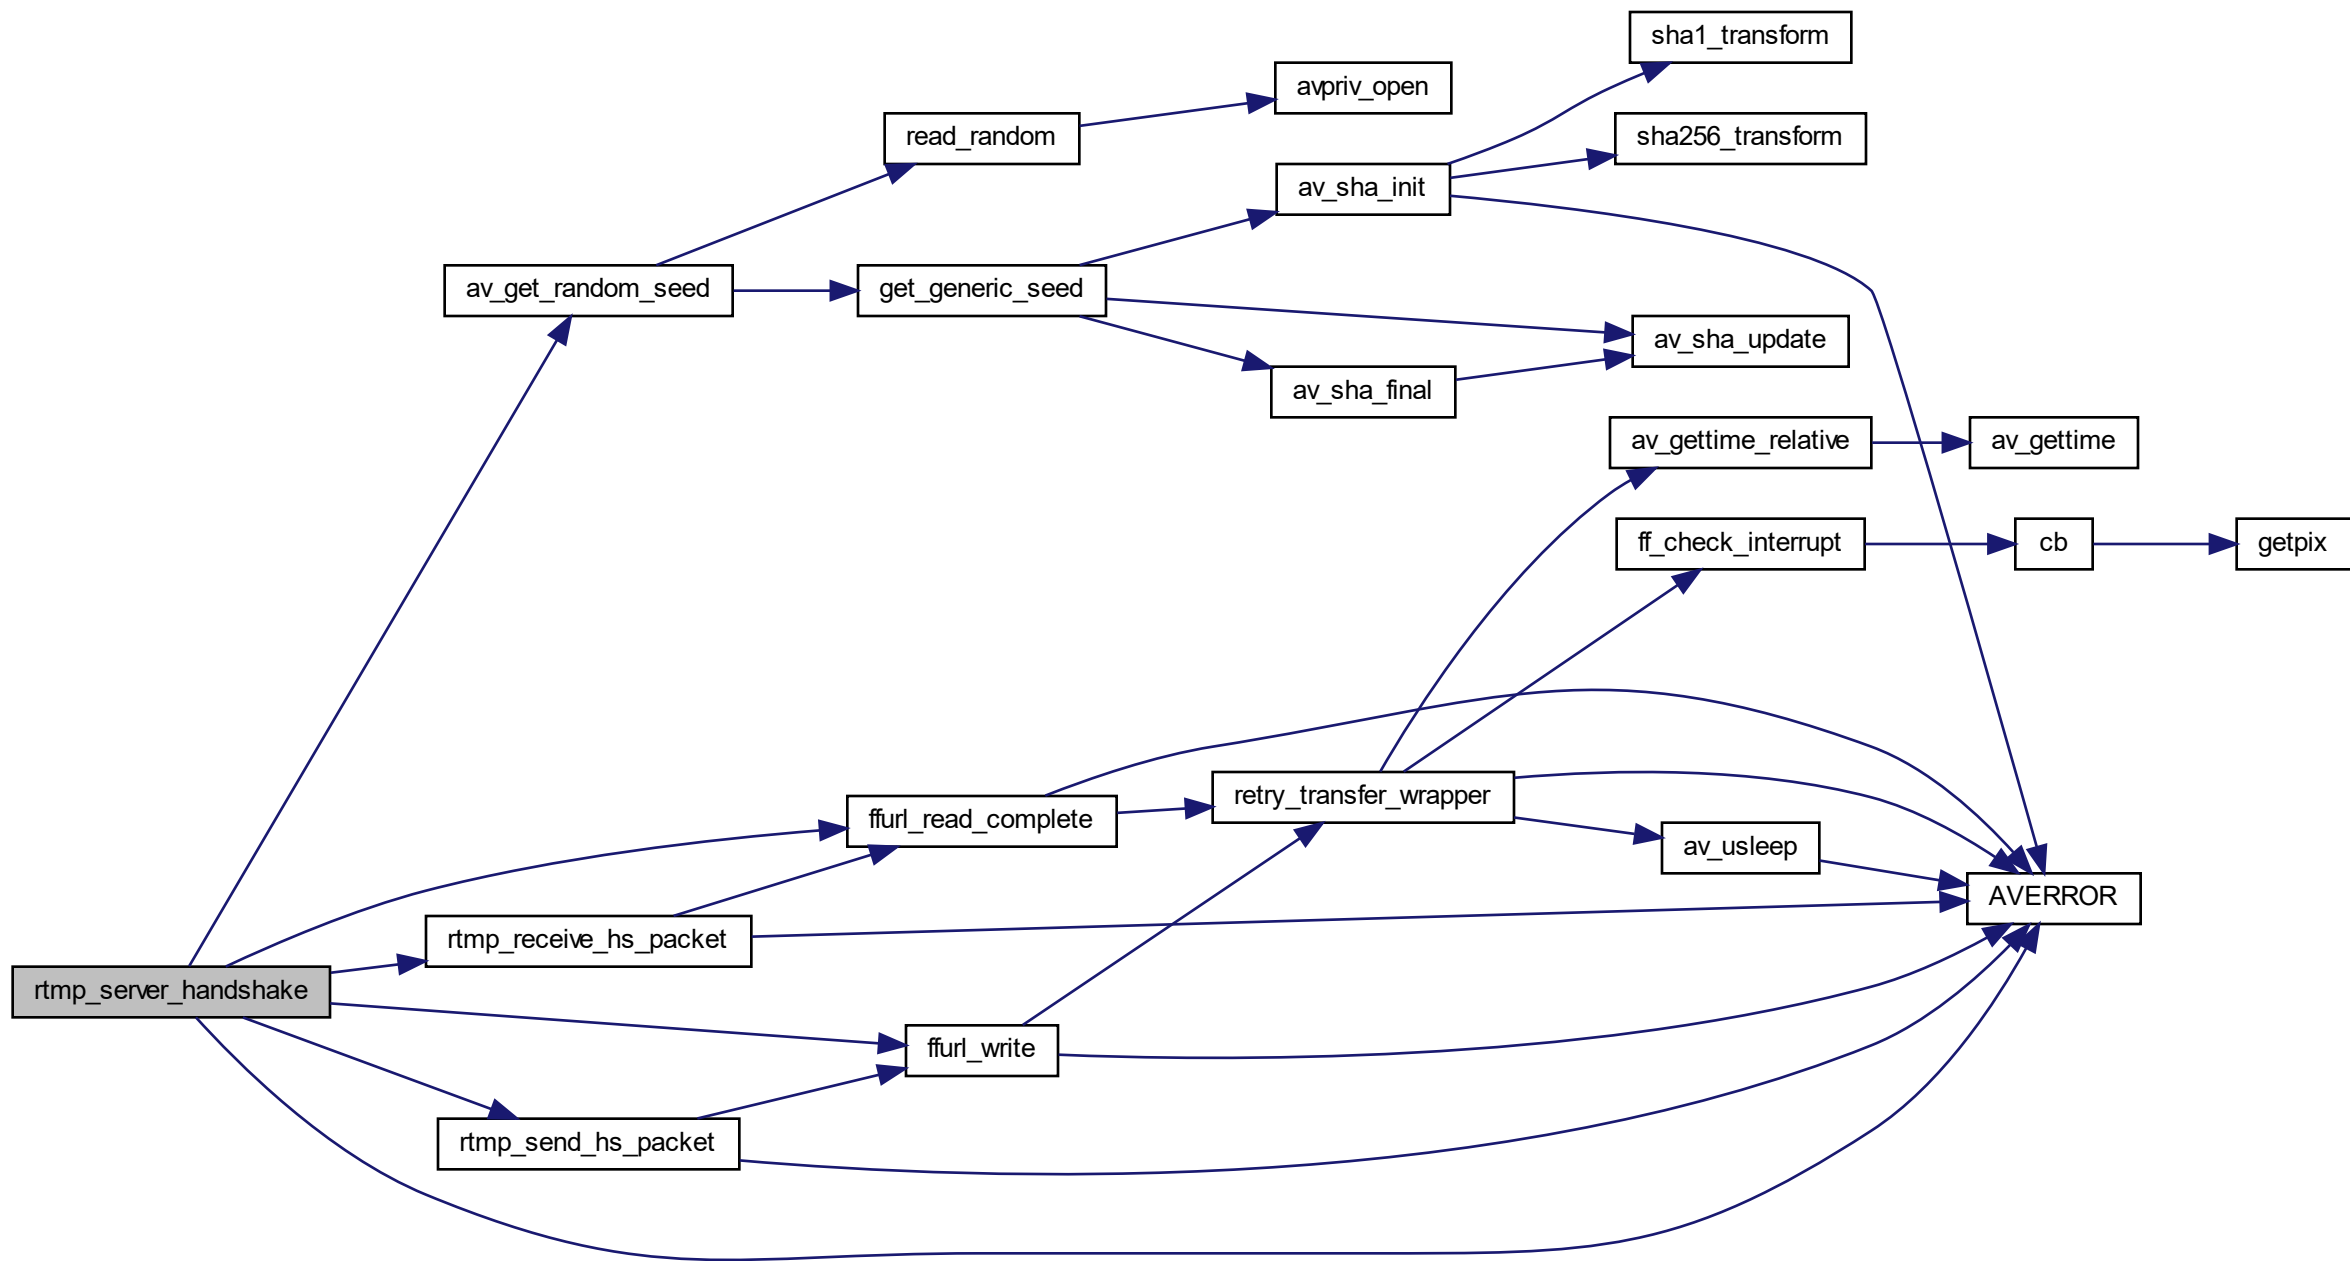 sha1_transform
avpriv_open
read_random
sha256_transform
av_sha_init
av_get_random_seed
get_generic_seed
av_sha_update
av_sha_final
av_gettime_relative
av_gettime
ff_check_interrupt
cb
getpix
retry_transfer_wrapper
ffurl_read_complete
av_usleep
AVERROR
rtmp_receive_hs_packet
rtmp_server_handshake
ffurl_write
rtmp_send_hs_packet